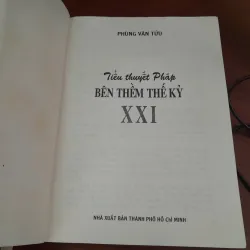 PHÙNG VĂN TỬU
Tiểu thuyết Pháp
BÊN THỀM THẾ KỶ
XXI
NHÀ XUẤT BẢN THÀNH PHỐ HỒ CHÍ MINH